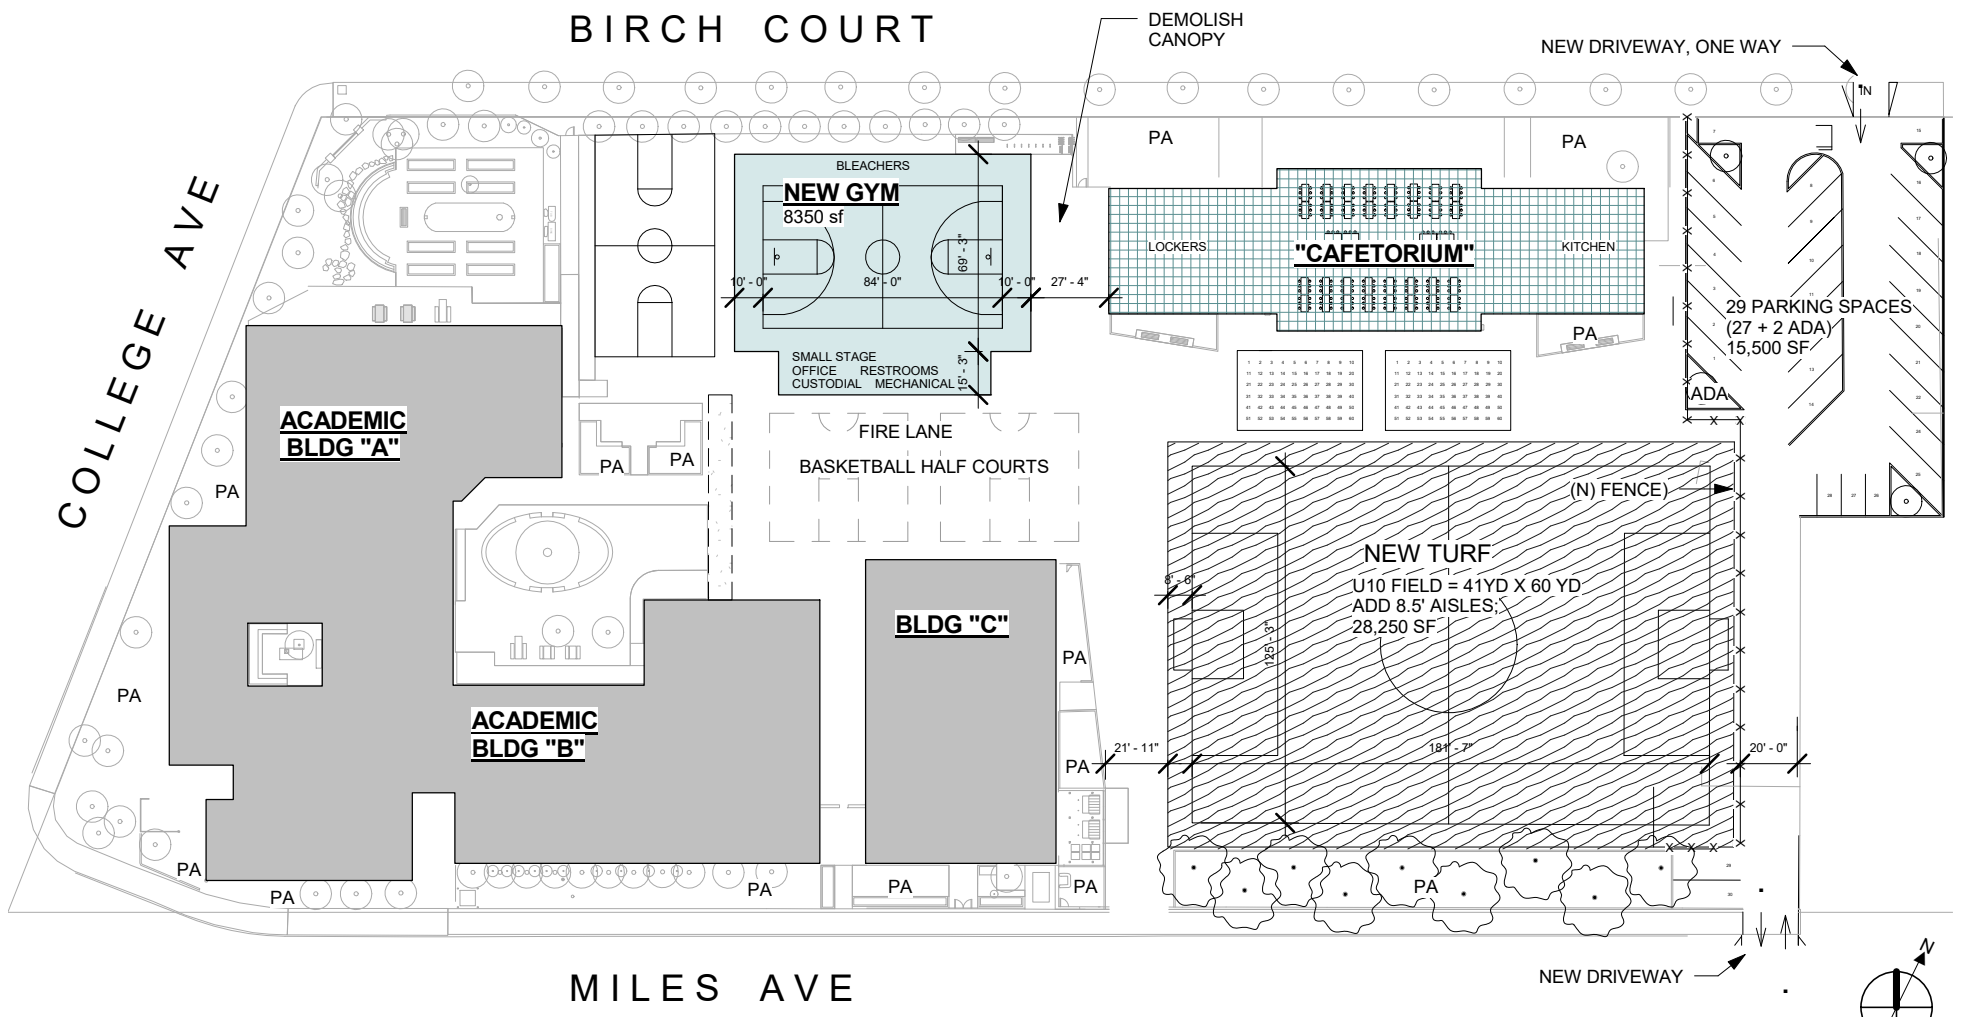 BIRCH COURT
DEMOLISH
CANOPY
NEW DRIVEWAY, ONE WAY
IN
COLLEGE AVE
PA
PA
BLEACHERS
NEW GYM
8350 sf
69' - 3"
10' - 0"
84' - 0"
10' - 0"
27' - 4"
SMALL STAGE
OFFICE RESTROOMS
CUSTODIAL MECHANICAL
15' - 3"
LOCKERS
"CAFETORIUM"
KITCHEN
PA
29 PARKING SPACES
(27 + 2 ADA)
15,500 SF
ADA
ACADEMIC
BLDG "A"
PA
PA
PA
FIRE LANE
BASKETBALL HALF COURTS
(N) FENCE)
NEW TURF
U10 FIELD = 41YD X 60 YD
ADD 8.5' AISLES;
28,250 SF
8' - 6"
125' - 3"
BLDG "C"
PA
PA
ACADEMIC
BLDG "B"
21' - 11"
181' - 7"
20' - 0"
PA
PA
PA
PA
PA
PA
PA
MILES AVE
NEW DRIVEWAY
N